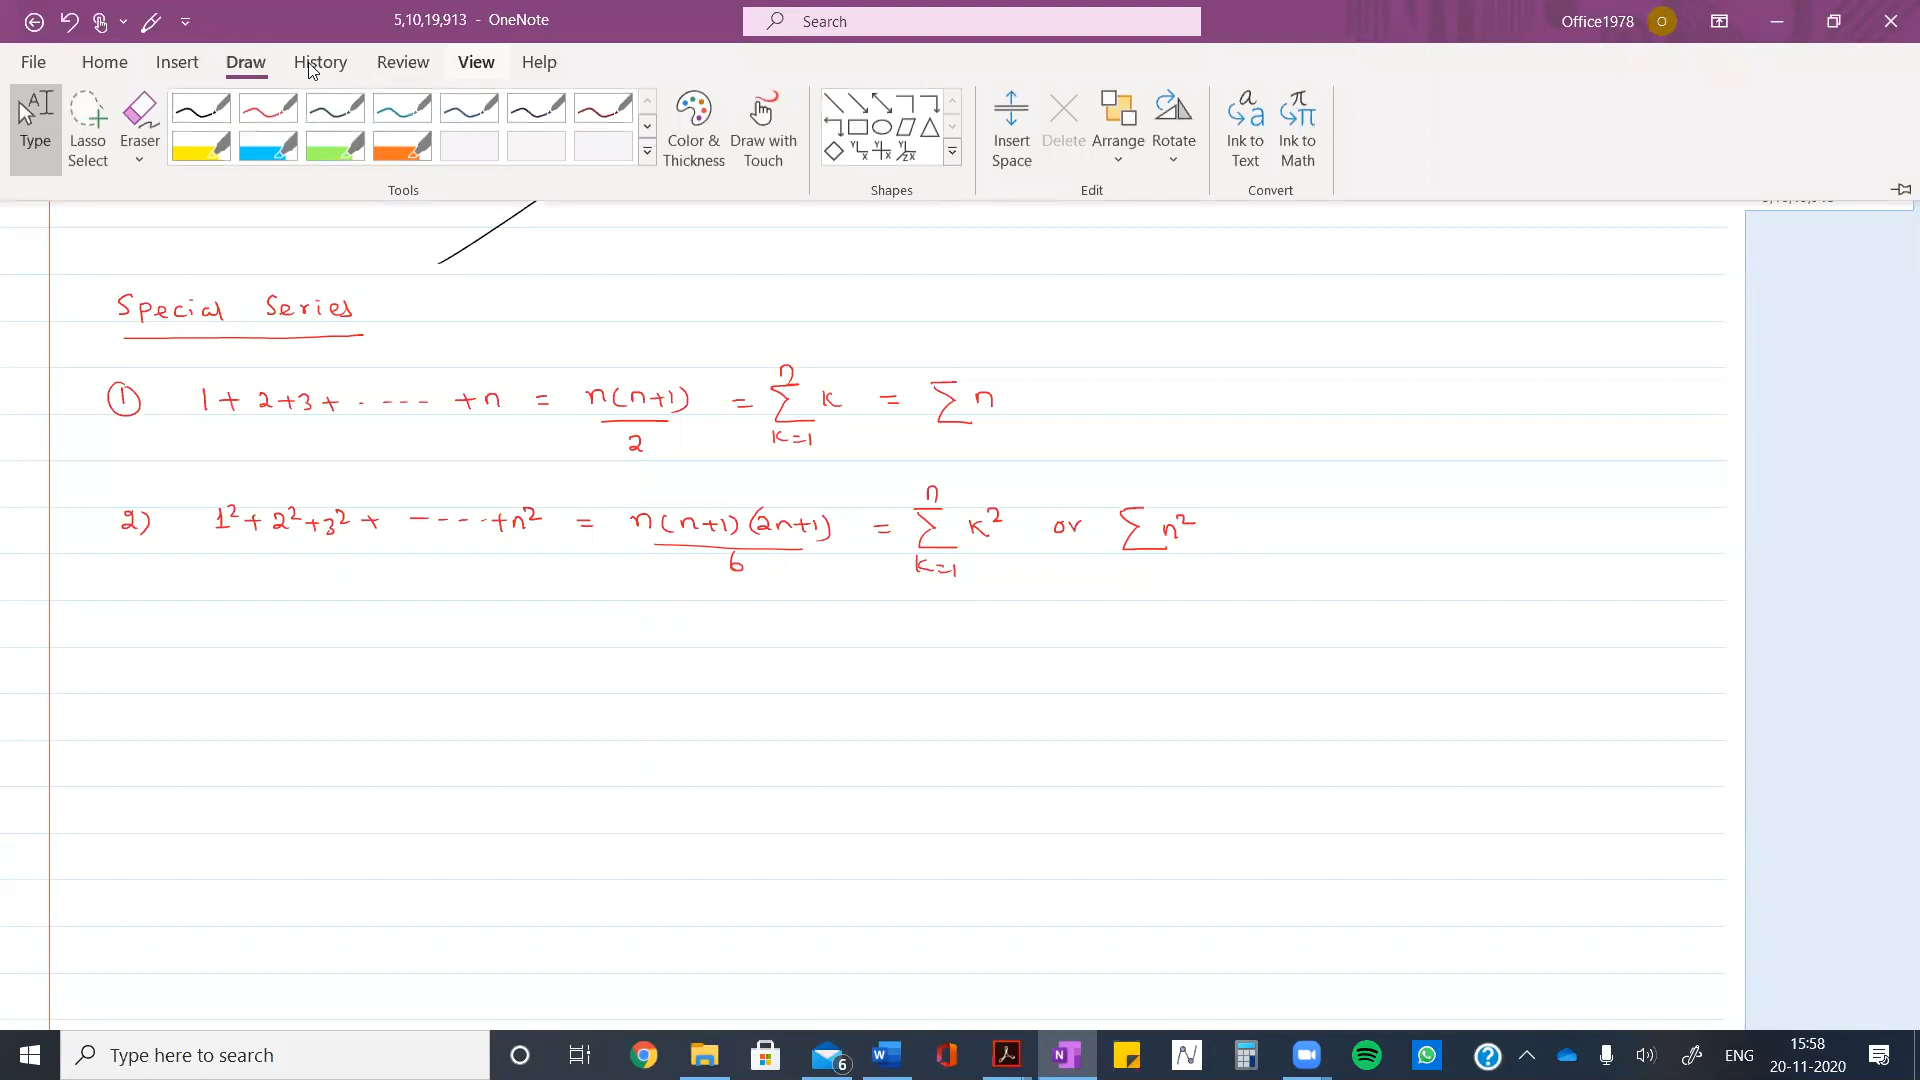 5,10,19,913 - OneNote
Search
Office1978
O
File Home Insert Draw History Review View Help
Type
Lasso Select
Eraser
Color & Thickness
Draw with Touch
Insert Space
Delete
Arrange
Rotate
Ink to Text
Ink to Math
Tools
Shapes
Edit
Convert
Special Series
① 1 + 2 + 3 + ..---- + n = n(n+1)/2 = ∑_{k=1}^{n} k = ∑ n
2) 1² + 2² + 3² + ----- + n² = n(n+1)(2n+1)/6 = ∑_{k=1}^{n} k² or ∑ n²
Type here to search
6
ENG
15:58
20-11-2020